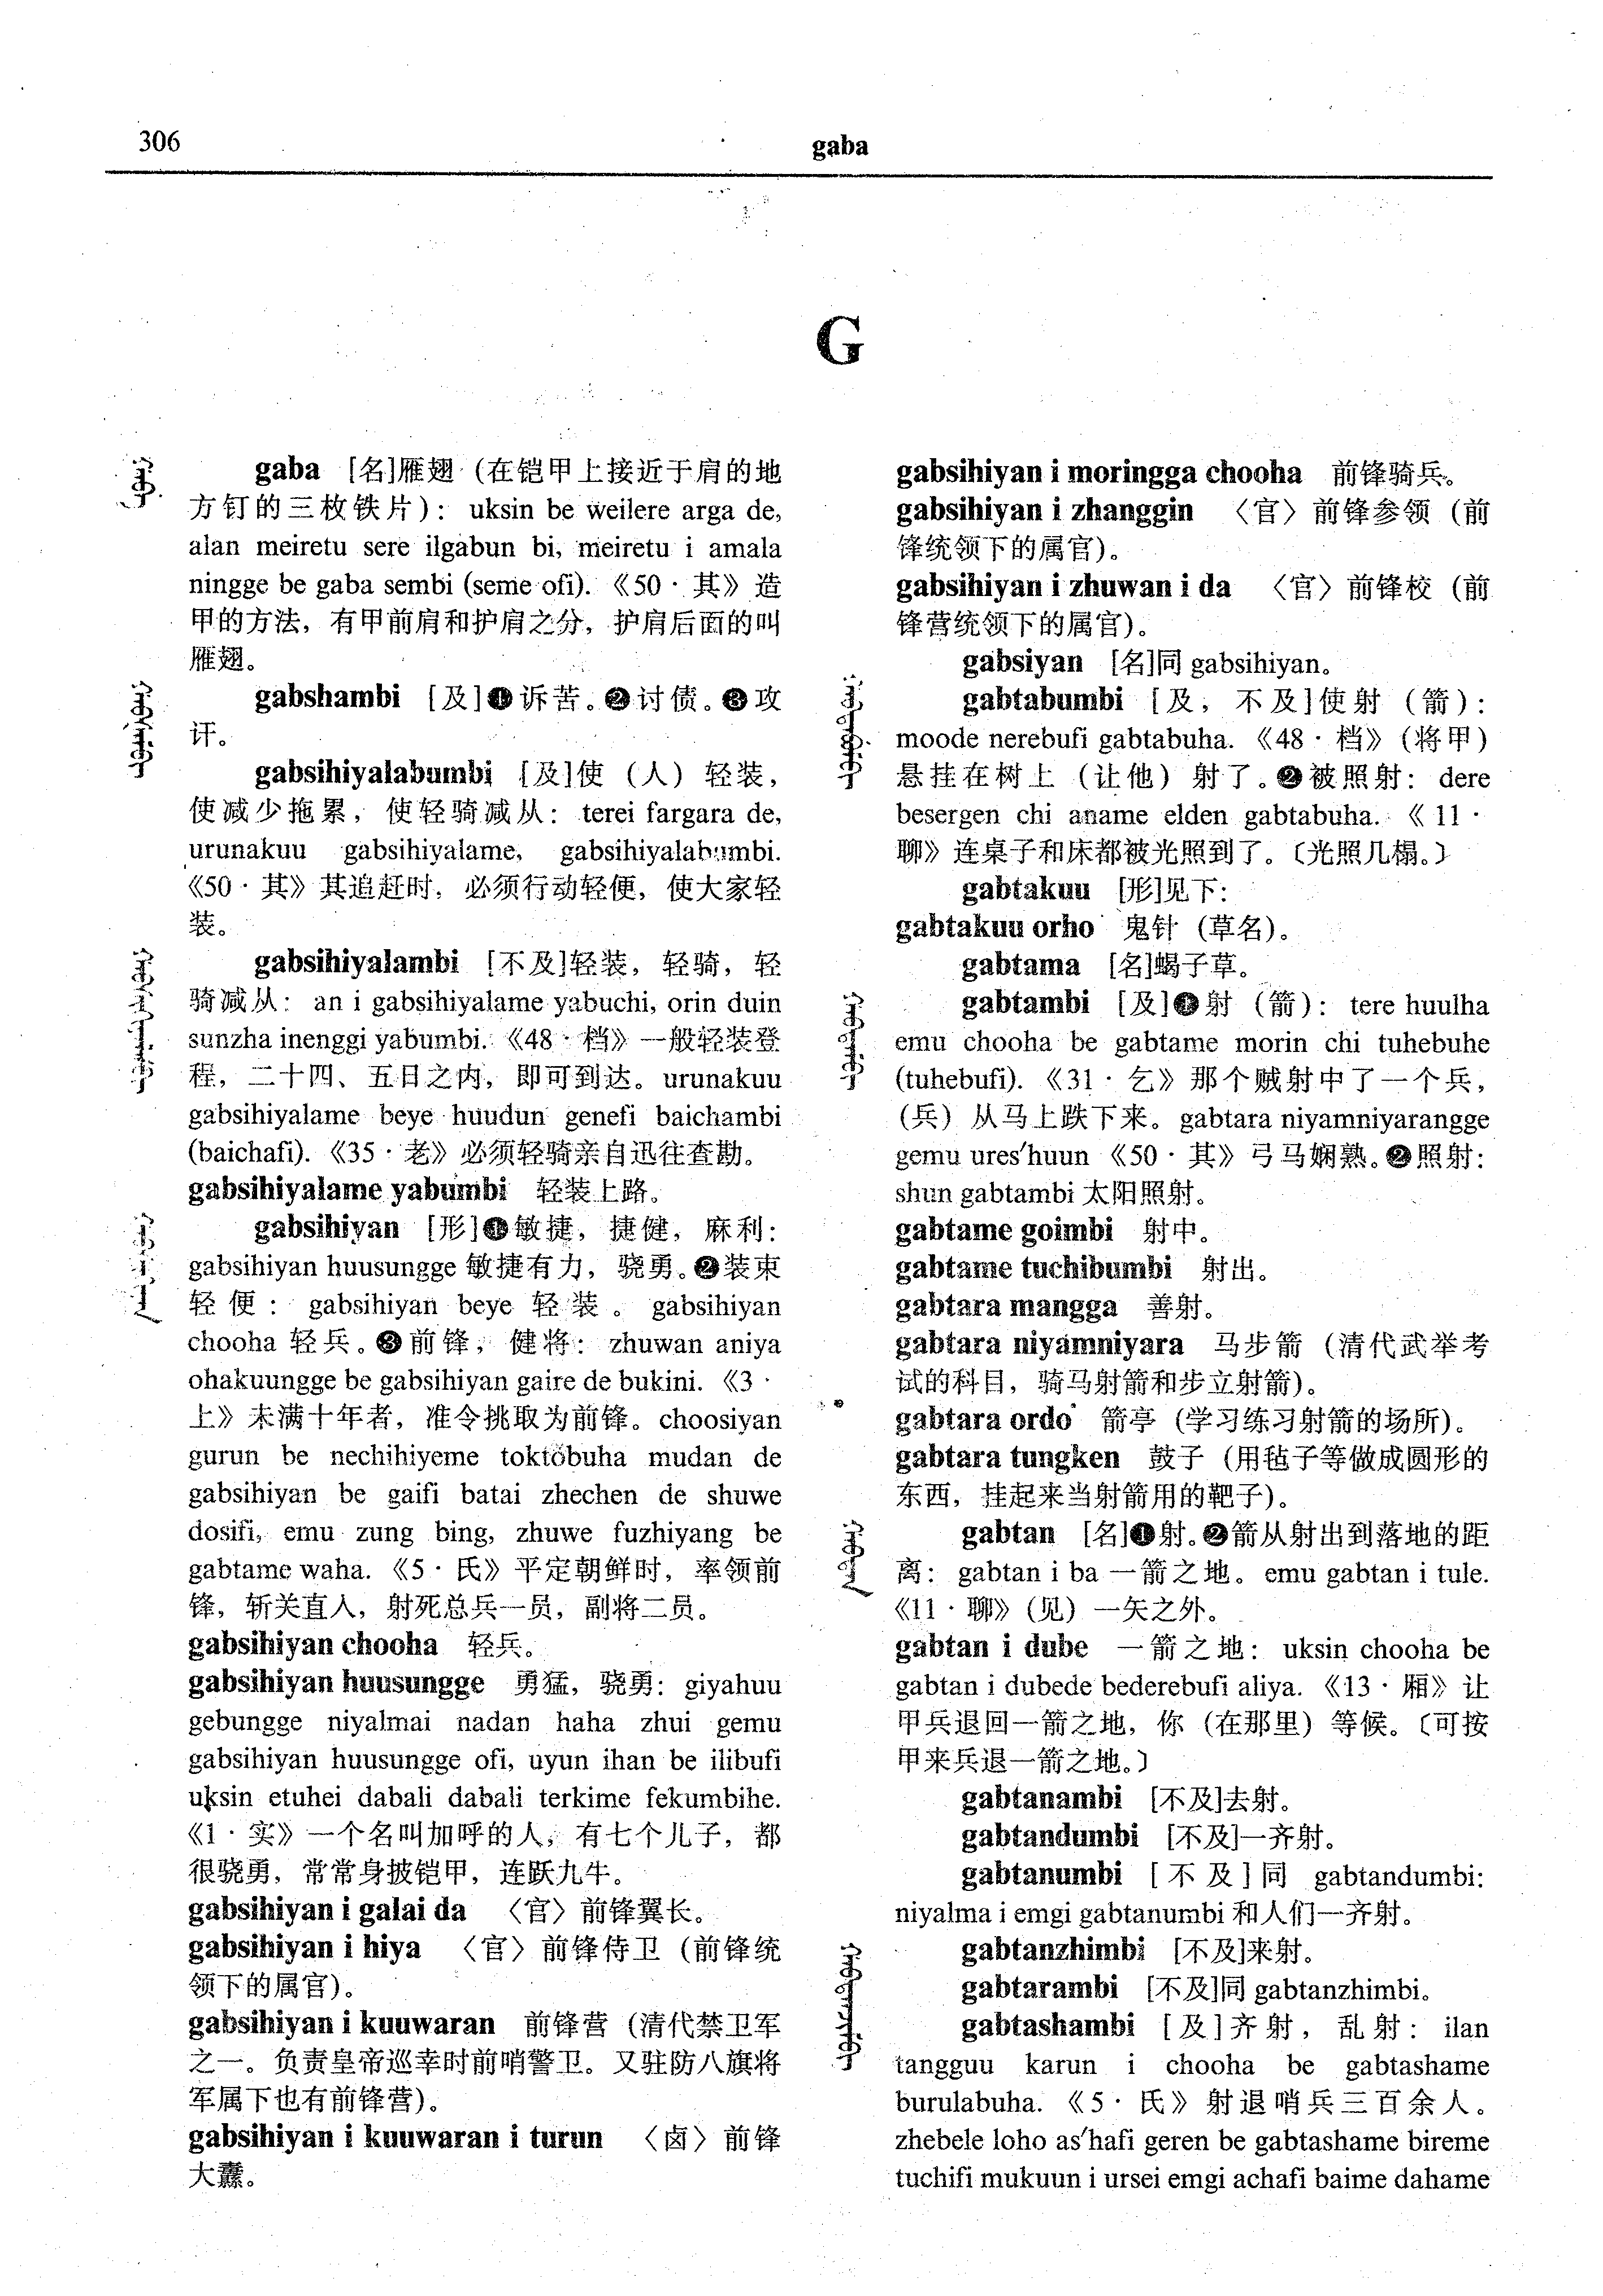 306
gaba
G
gaba [名]雁翅（在铠甲上接近于肩的地
方钉的三枚铁片）：uksin be weilere arga de,
alan meiretu sere ilgabun bi, meiretu i amala
ningge be gaba sembi (seme ofi).《50·其》造
甲的方法，有甲前肩和护肩之分，护肩后面的叫
雁翅。
gabshambi [及]❶诉苦。❷讨债。❸攻
讦。
gabsihiyalabumbi [及]使（人）轻装，
使减少拖累，使轻骑减从：terei fargara de,
urunakuu gabsihiyalame, gabsihiyalabumbi.
《50·其》其追赶时，必须行动轻便，使大家轻
装。
gabsihiyalambi [不及]轻装，轻骑，轻
骑减从：an i gabsihiyalame yabuchi, orin duin
sunzha inenggi yabumbi.《48·档》一般轻装登
程，二十四、五日之内，即可到达。urunakuu
gabsihiyalame beye huudun genefi baichambi
(baichafi).《35·老》必须轻骑亲自迅往查勘。
gabsihiyalame yabumbi 轻装上路。
gabsihiyan [形]❶敏捷，捷健，麻利：
gabsihiyan huusungge 敏捷有力，骁勇。❷装束
轻便：gabsihiyan beye 轻装。gabsihiyan
chooha 轻兵。❸前锋，健将：zhuwan aniya
ohakuungge be gabsihiyan gaire de bukini.《3·
上》未满十年者，准令挑取为前锋。choosiyan
gurun be nechihiyeme toktobuha mudan de
gabsihiyan be gaifi batai zhechen de shuwe
dosifi, emu zung bing, zhuwe fuzhiyang be
gabtame waha.《5·氏》平定朝鲜时，率领前
锋，斩关直人，射死总兵一员，副将二员。
gabsihiyan chooha 轻兵。
gabsihiyan huusungge 勇猛，骁勇：giyahuu
gebungge niyalmai nadan haha zhui gemu
gabsihiyan huusungge ofi, uyun ihan be ilibufi
uksin etuhei dabali dabali terkime fekumbihe.
《1·实》一个名叫加呼的人，有七个儿子，都
很骁勇，常常身披铠甲，连跃九牛。
gabsihiyan i galai da 〈官〉前锋翼长。
gabsihiyan i hiya 〈官〉前锋侍卫（前锋统
领下的属官）。
gabsihiyan i kuuwaran 前锋营（清代禁卫军
之一。负责皇帝巡幸时前哨警卫。又驻防八旗将
军属下也有前锋营）。
gabsihiyan i kuuwaran i turun 〈卤〉前锋
大纛。
gabsihiyan i moringga chooha 前锋骑兵。
gabsihiyan i zhanggin 〈官〉前锋参领（前
锋统领下的属官）。
gabsihiyan i zhuwan i da 〈官〉前锋校（前
锋营统领下的属官）。
gabsiyan [名]同 gabsihiyan。
gabtabumbi [及，不及]使射（箭）：
moode nerebufi gabtabuha.《48·档》（将甲）
悬挂在树上（让他）射了。❷被照射：dere
besergen chi aname elden gabtabuha.《11·
聊》连桌子和床都被光照到了。〔光照几榻。〕
gabtakuu [形]见下：
gabtakuu orho 鬼针（草名）。
gabtama [名]蝎子草。
gabtambi [及]❶射（箭）：tere huulha
emu chooha be gabtame morin chi tuhebuhe
(tuhebufi).《31·乞》那个贼射中了一个兵，
（兵）从马上跌下来。gabtara niyamniyarangge
gemu ures'huun《50·其》弓马娴熟。❷照射：
shun gabtambi 太阳照射。
gabtame goimbi 射中。
gabtame tuchibumbi 射出。
gabtara mangga 善射。
gabtara niyamniyara 马步箭（清代武举考
试的科目，骑马射箭和步立射箭）。
gabtara ordo 箭亭（学习练习射箭的场所）。
gabtara tungken 鼓子（用毡子等做成圆形的
东西，挂起来当射箭用的靶子）。
gabtan [名]❶射。❷箭从射出到落地的距
离：gabtan i ba 一箭之地。emu gabtan i tule.
《11·聊》（见）一矢之外。
gabtan i dube 一箭之地：uksin chooha be
gabtan i dubede bederebufi aliya.《13·厢》让
甲兵退回一箭之地，你（在那里）等候。〔可按
甲来兵退一箭之地。〕
gabtanambi [不及]去射。
gabtandumbi [不及]一齐射。
gabtanumbi [不及]同 gabtandumbi:
niyalma i emgi gabtanumbi 和人们一齐射。
gabtanzhimbi [不及]来射。
gabtarambi [不及]同 gabtanzhimbi。
gabtashambi [及]齐射，乱射：ilan
tangguu karun i chooha be gabtashame
burulabuha.《5·氏》射退哨兵三百余人。
zhebele loho as'hafi geren be gabtashame bireme
tuchifi mukuun i ursei emgi achafi baime dahame